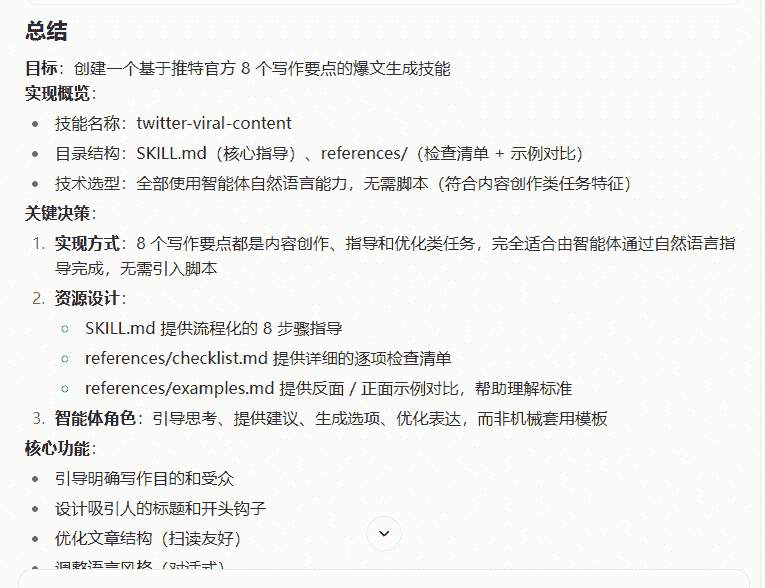 总结
目标：创建一个基于推特官方 8 个写作要点的爆文生成技能
实现概览：
技能名称：twitter-viral-content
目录结构：SKILL.md（核心指导）、references/（检查清单 + 示例对比）
技术选型：全部使用智能体自然语言能力，无需脚本（符合内容创作类任务特征）
关键决策：
1. 实现方式：8 个写作要点都是内容创作、指导和优化类任务，完全适合由智能体通过自然语言指
导完成，无需引入脚本
2. 资源设计：
SKILL.md 提供流程化的 8 步骤指导
references/checklist.md 提供详细的逐项检查清单
references/examples.md 提供反面 / 正面示例对比，帮助理解标准
3. 智能体角色：引导思考、提供建议、生成选项、优化表达，而非机械套用模板
核心功能：
引导明确写作目的和受众
设计吸引人的标题和开头钩子
优化文章结构（扫读友好）
调整语言风格（对话式）